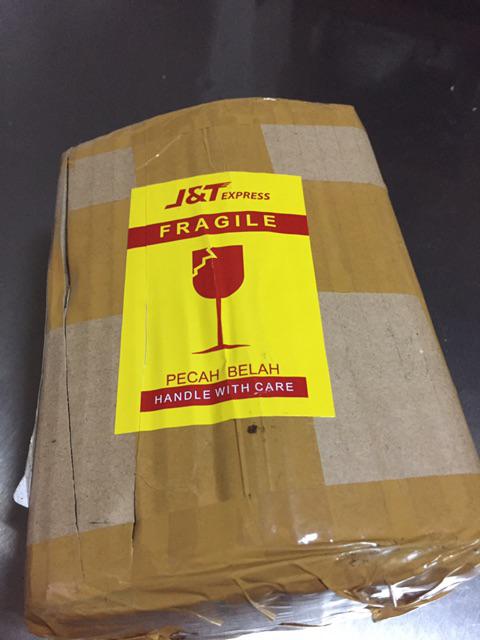 J&T EXPRESS
FRAGILE
PECAH BELAH
HANDLE WITH CARE